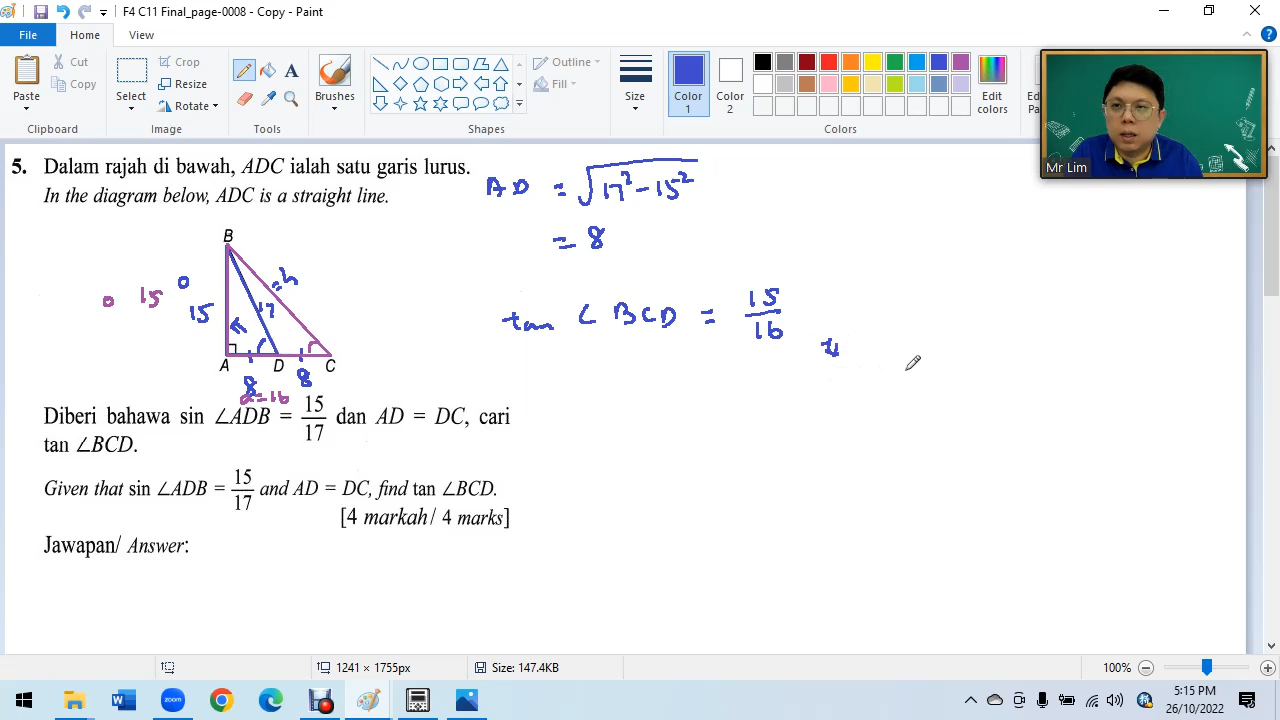 F4 C11 Final_page-0008 - Copy - Paint
File Home View
Paste Cut Copy Clipboard
Select Crop Resize Rotate Image
Tools
Brushes
Outline Fill Shapes
Size
Color 1
Color 2
Colors
Edit colors
Mr Lim
5. Dalam rajah di bawah, ADC ialah satu garis lurus.
In the diagram below, ADC is a straight line.
B
0 15 0 15 17 = h
A D C
8 8
a = 16
AD = √17² - 15²
= 8
tan ∠ BCD = 15/16
Diberi bahawa sin ∠ADB = 15/17 dan AD = DC, cari
tan ∠BCD.
Given that sin ∠ADB = 15/17 and AD = DC, find tan ∠BCD.
[4 markah/ 4 marks]
Jawapan/ Answer:
1241 × 1755px Size: 147.4KB 100%
zoom
5:15 PM
26/10/2022